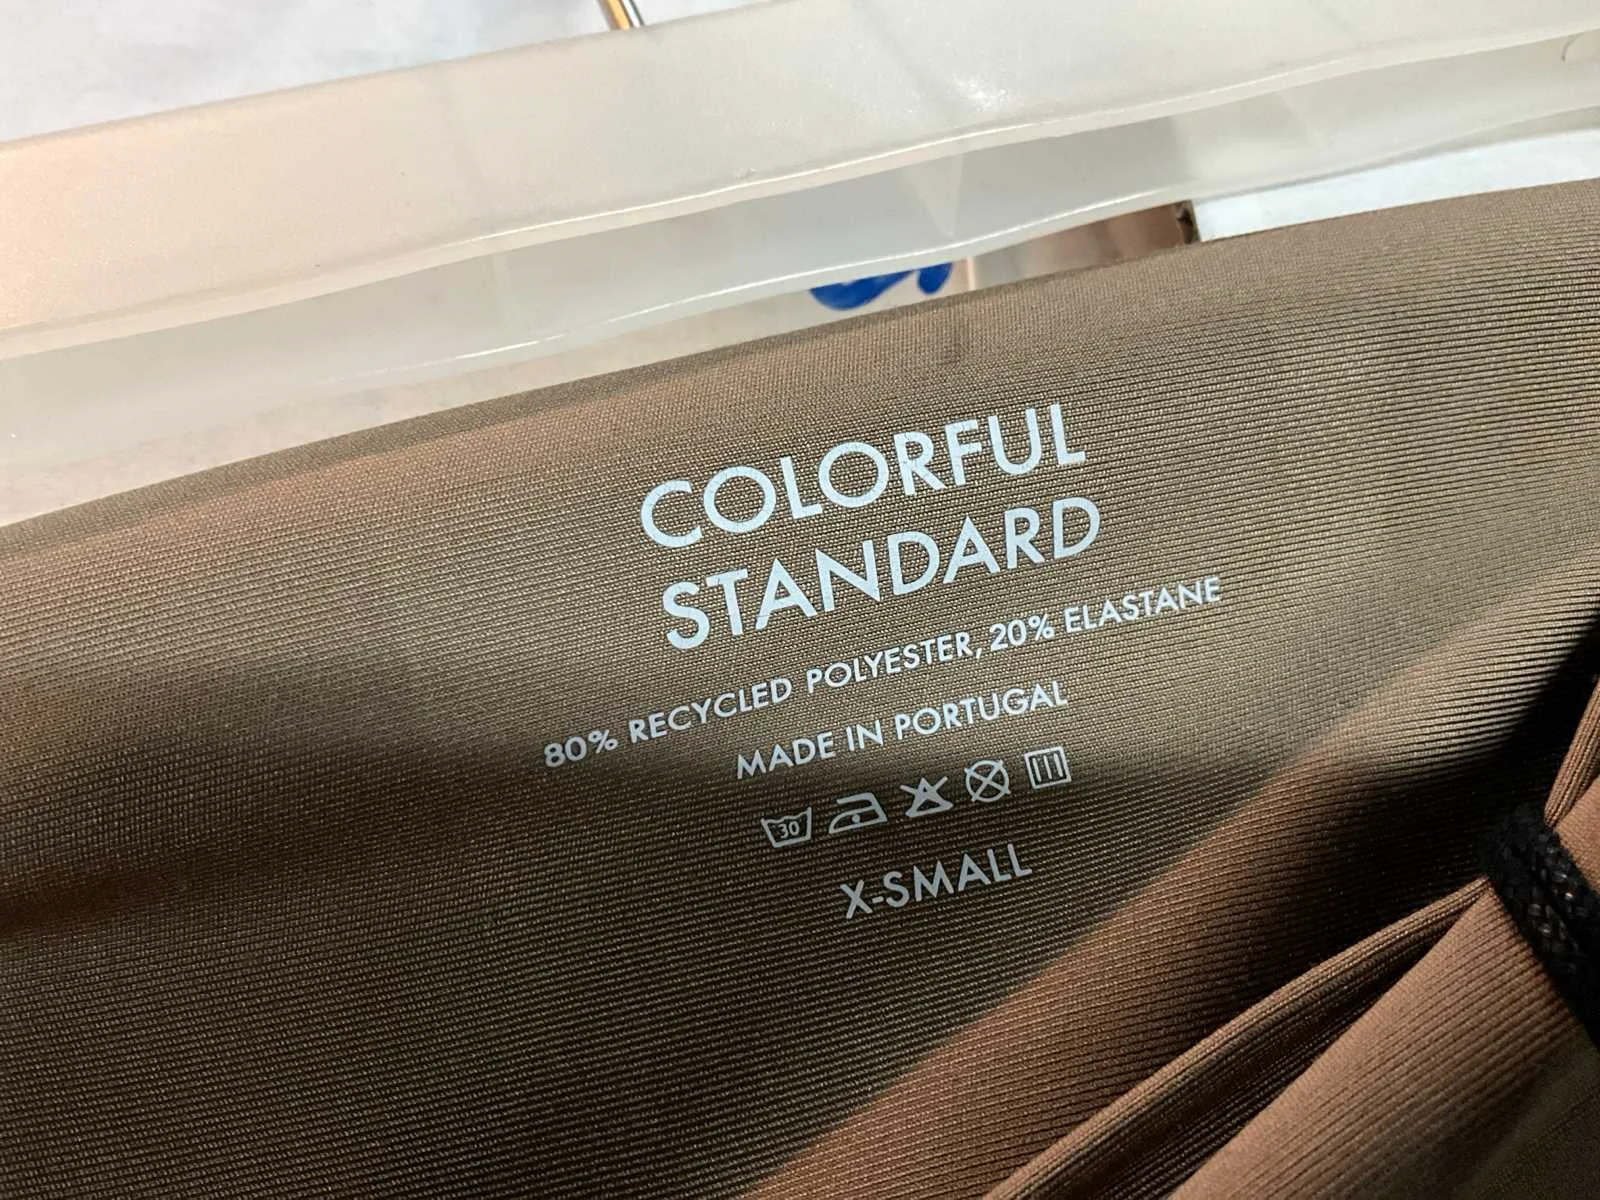 COLORFUL
STANDARD
80% RECYCLED POLYESTER, 20% ELASTANE
MADE IN PORTUGAL
30
X-SMALL